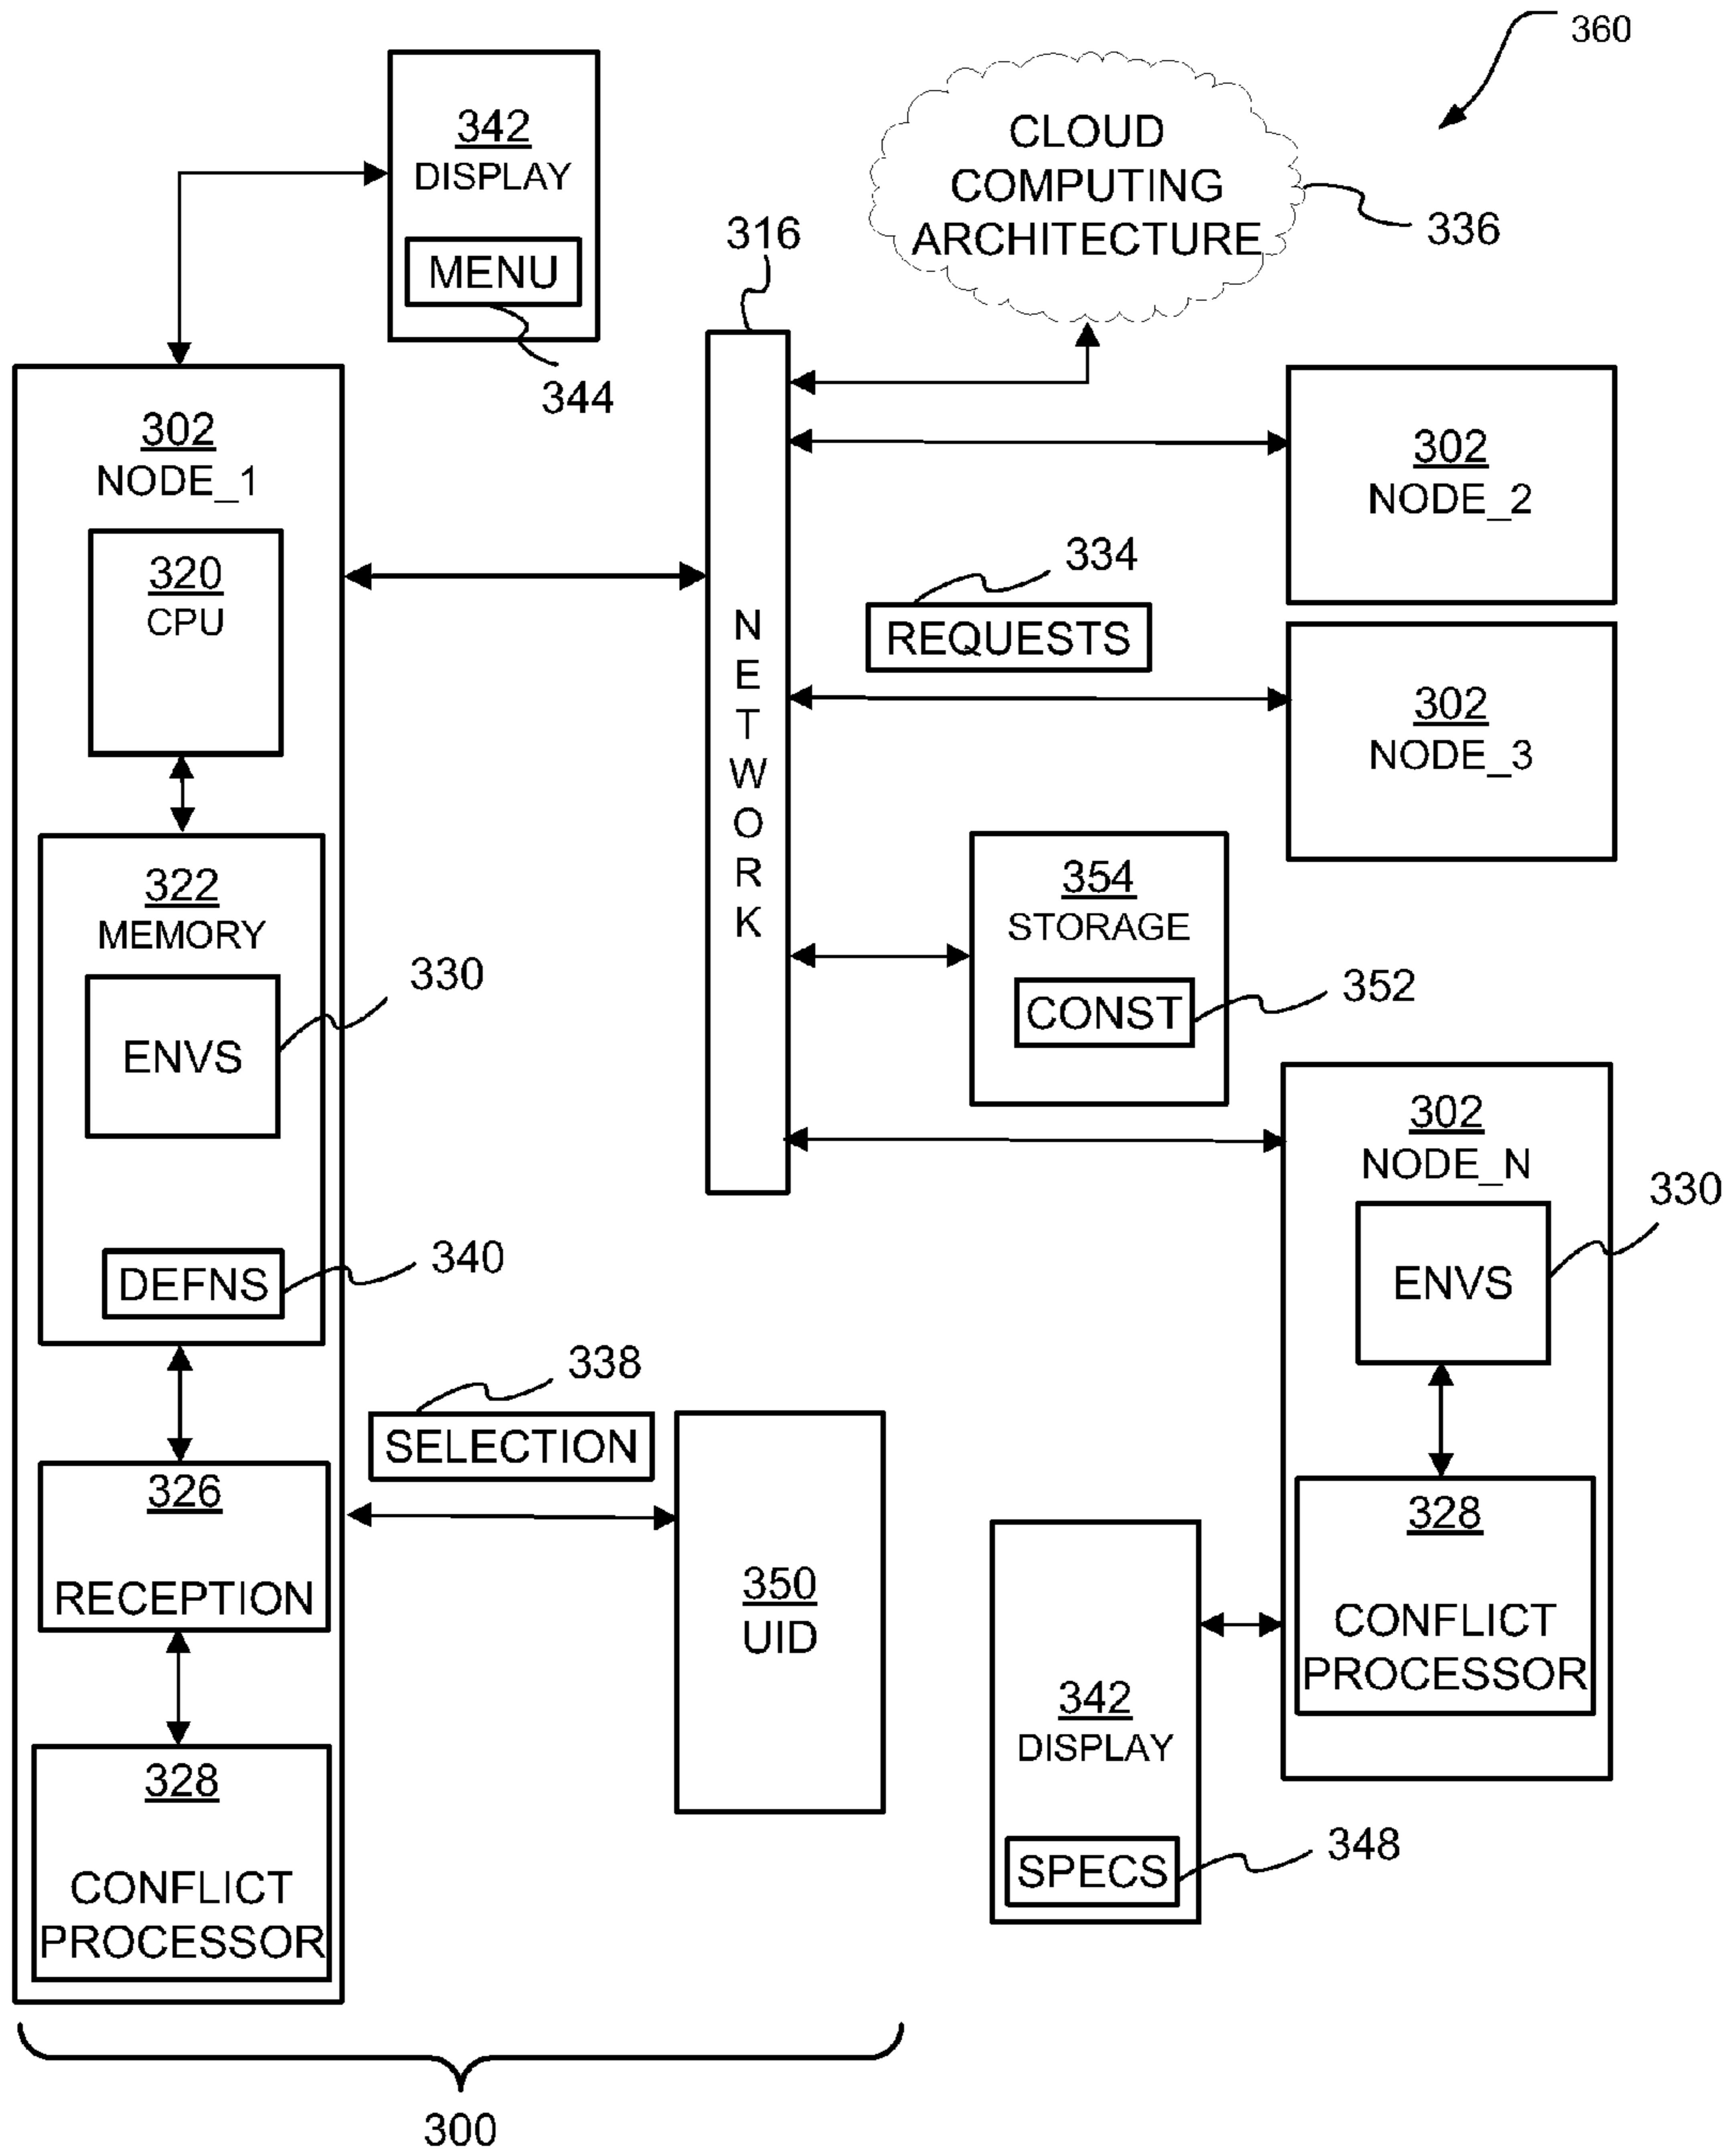 360
342
DISPLAY
MENU
344
CLOUD
COMPUTING
ARCHITECTURE
336
316
NETWORK
302
NODE_1
320
CPU
322
MEMORY
ENVS
330
DEFNS
340
326
RECEPTION
328
CONFLICT
PROCESSOR
302
NODE_2
334
REQUESTS
302
NODE_3
354
STORAGE
CONST
352
302
NODE_N
ENVS
330
328
CONFLICT
PROCESSOR
338
SELECTION
350
UID
342
DISPLAY
SPECS
348
300